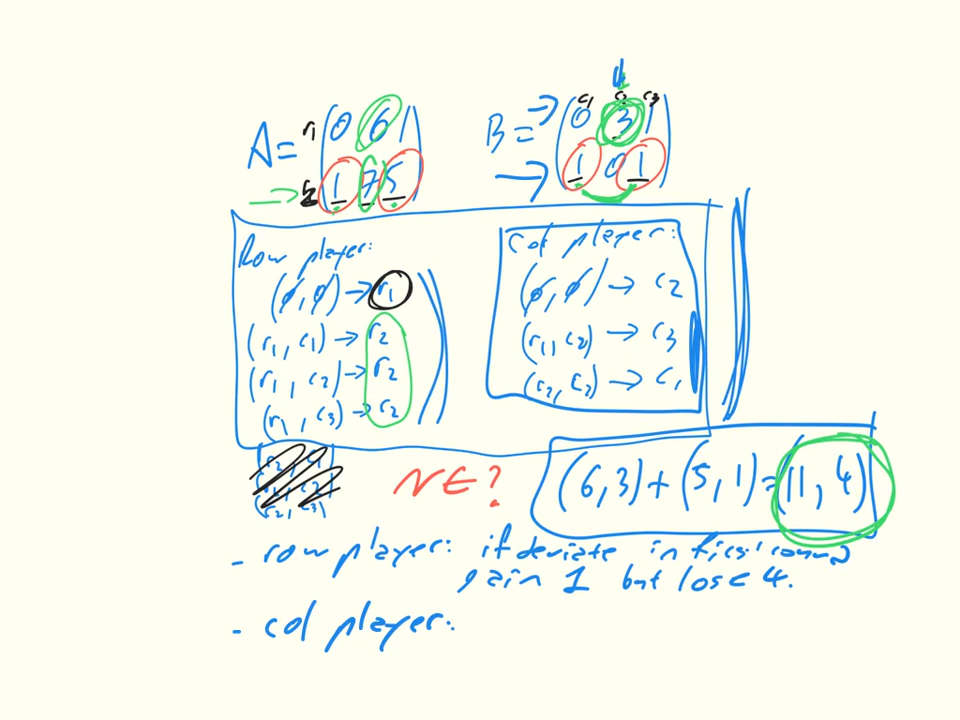 c₁ c₂ c₃
A = r₁ (0 6 1
r₂ 1 7 5)
B = (0 3 1
1 0 1)
Row player:
(∅,∅) → r₁
(r₁, c₁) → r₂
(r₁, c₂) → r₂
(r₁, c₃) → r₂
Col player:
(∅,∅) → c₂
(r₁, c₂) → c₃
(r₂, c₂) → c₁
NE?
(6,3) + (5,1) = (11, 4)
- row player: if deviate in first round
gain 1 but lose 4.
- col player: